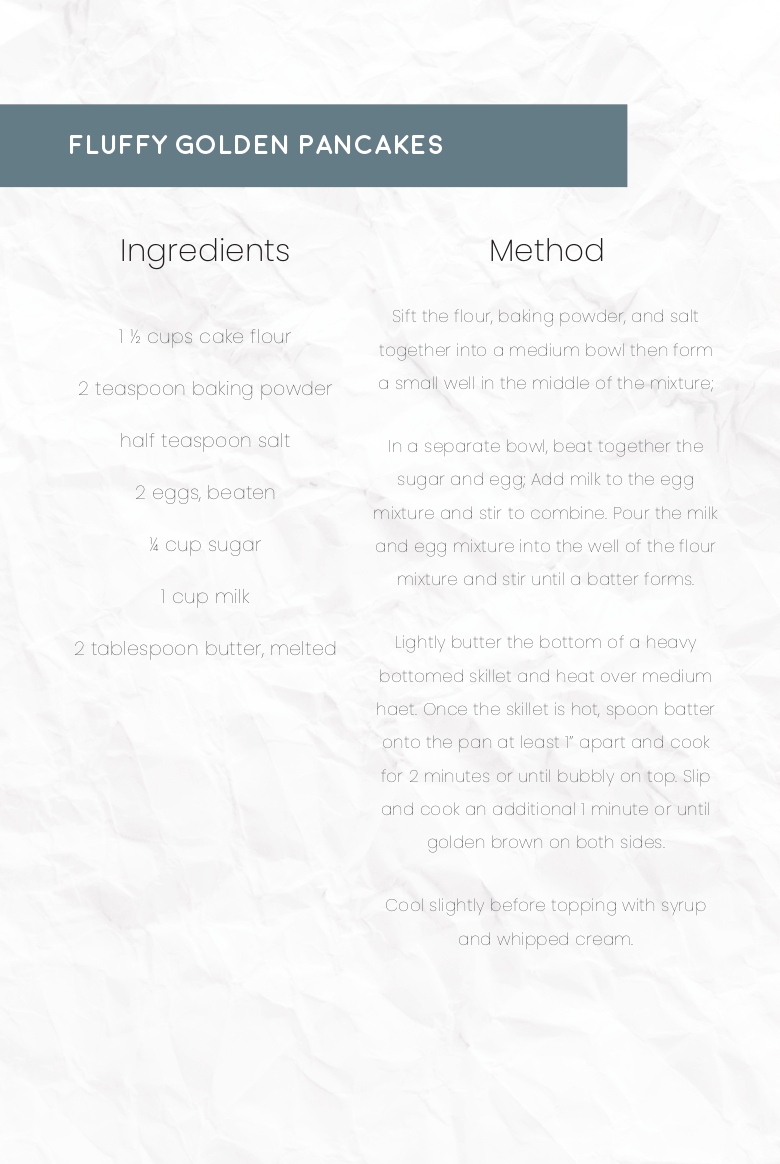 FLUFFY GOLDEN PANCAKES
Ingredients
1 ½ cups cake flour
2 teaspoon baking powder
half teaspoon salt
2 eggs, beaten
¼ cup sugar
1 cup milk
2 tablespoon butter, melted
Method
Sift the flour, baking powder, and salt
together into a medium bowl then form
a small well in the middle of the mixture;
In a separate bowl, beat together the
sugar and egg; Add milk to the egg
mixture and stir to combine. Pour the milk
and egg mixture into the well of the flour
mixture and stir until a batter forms.
Lightly butter the bottom of a heavy
bottomed skillet and heat over medium
haet. Once the skillet is hot, spoon batter
onto the pan at least 1” apart and cook
for 2 minutes or until bubbly on top. Slip
and cook an additional 1 minute or until
golden brown on both sides.
Cool slightly before topping with syrup
and whipped cream.